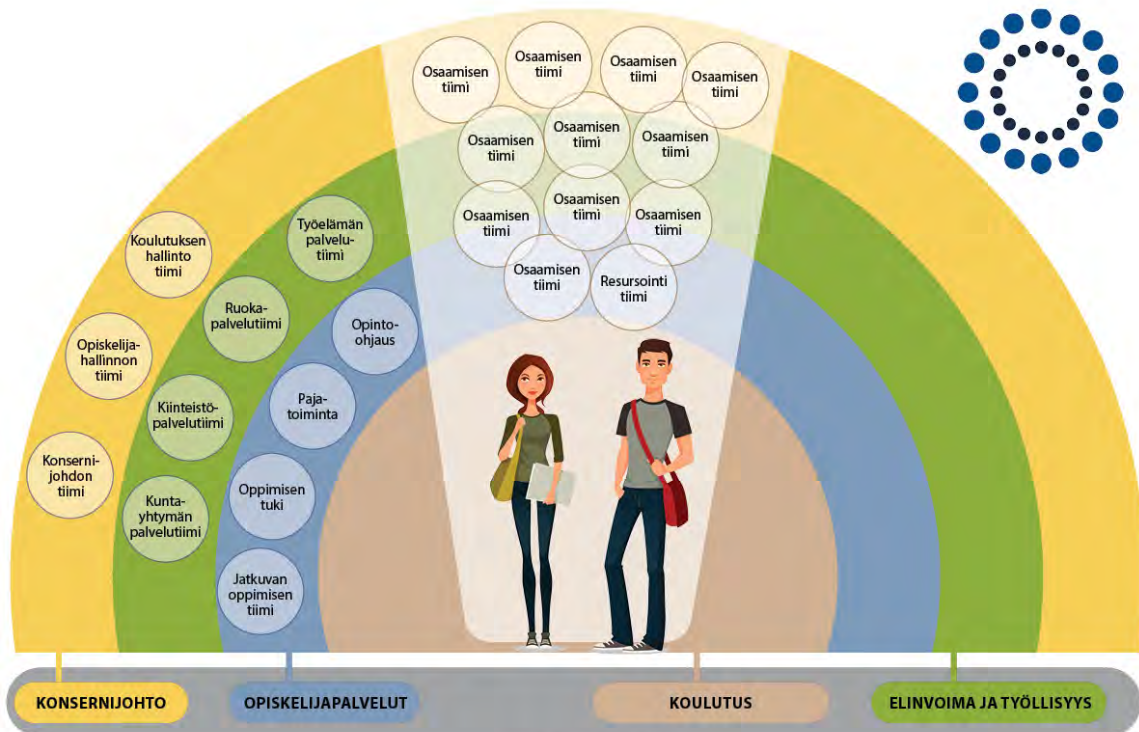 Osaamisen
tiimi
Osaamisen
tiimi
Osaamisen
tiimi
Osaamisen
tiimi
Osaamisen
tiimi
Osaamisen
tiimi
Osaamisen
tiimi
Osaamisen
tiimi
Osaamisen
tiimi
Osaamisen
tiimi
Osaamisen
tiimi
Resursointi
tiimi
Koulutuksen
hallinto
tiimi
Opiskelija-
hallinnon
tiimi
Konserni-
johdon
tiimi
Työelämän
palvelu-
tiimi
Ruoka-
palvelutiimi
Kiinteistö-
palvelutiimi
Kunta-
yhtymän
palvelutiimi
Opinto-
ohjaus
Paja-
toiminta
Oppimisen
tuki
Jatkuvan
oppimisen
tiimi
KONSERNIJOHTO
OPISKELIJAPALVELUT
KOULUTUS
ELINVOIMA JA TYÖLLISYYS